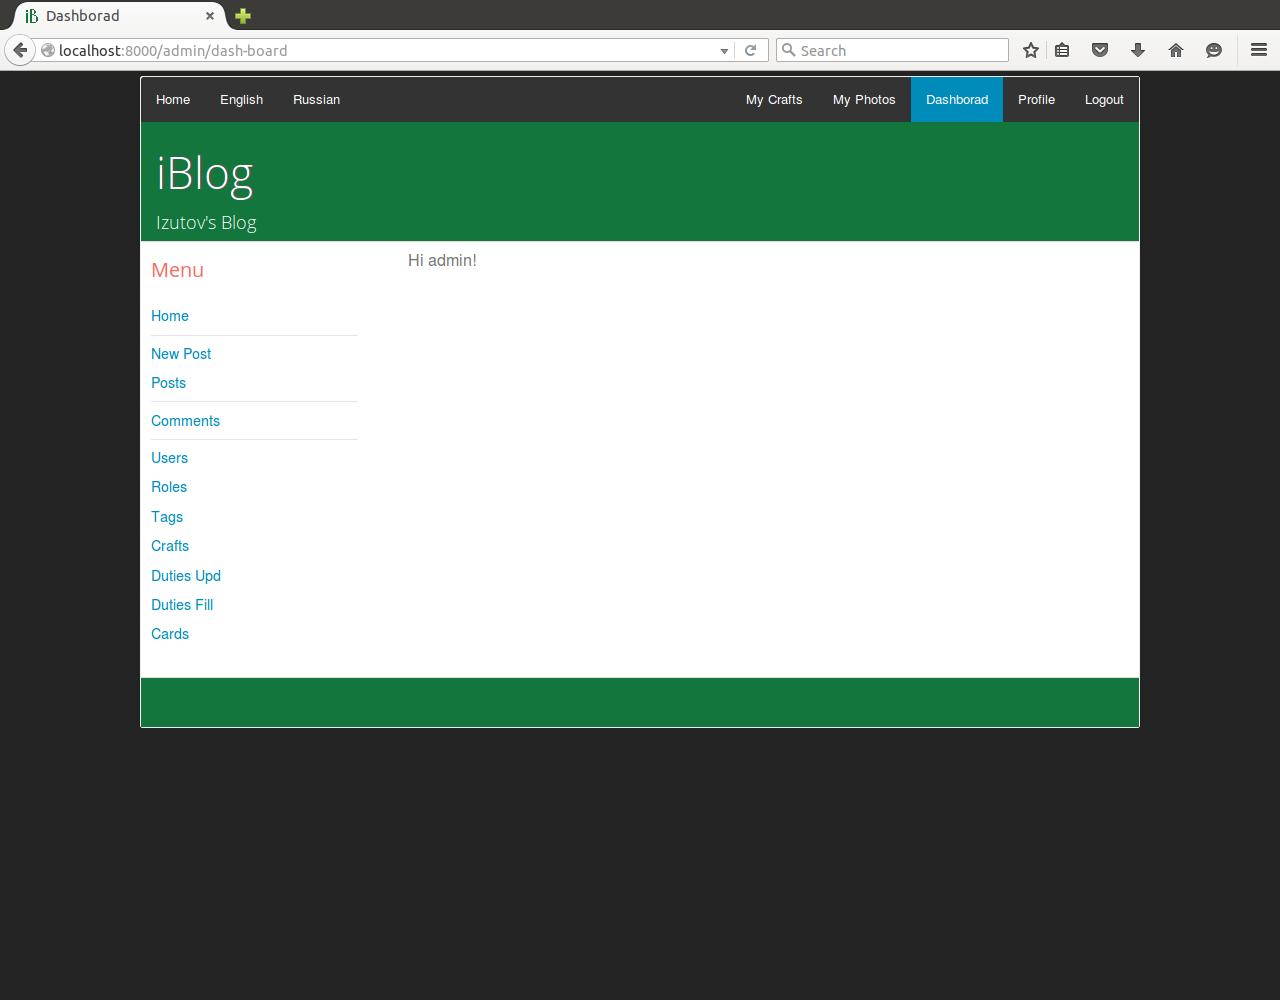 iB Dashborad
localhost:8000/admin/dash-board
Search
Home English Russian My Crafts My Photos Dashborad Profile Logout
iBlog
Izutov's Blog
Menu
Hi admin!
Home
New Post
Posts
Comments
Users
Roles
Tags
Crafts
Duties Upd
Duties Fill
Cards